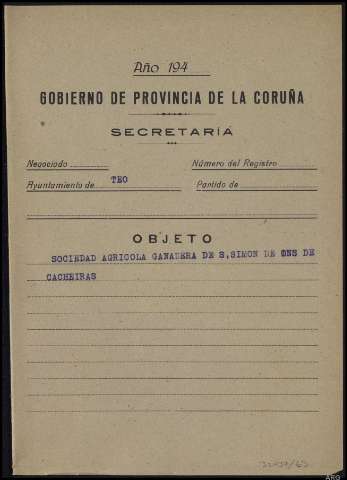 Año 194
GOBIERNO DE PROVINCIA DE LA CORUÑA
SECRETARÍA
Negociado
Número del Registro
Ayuntamiento de TEO
Partido de
OBJETO
SOCIEDAD AGRICOLA GANADERA DE S,SIMON DE ONS DE
CACHEIRAS
ARG